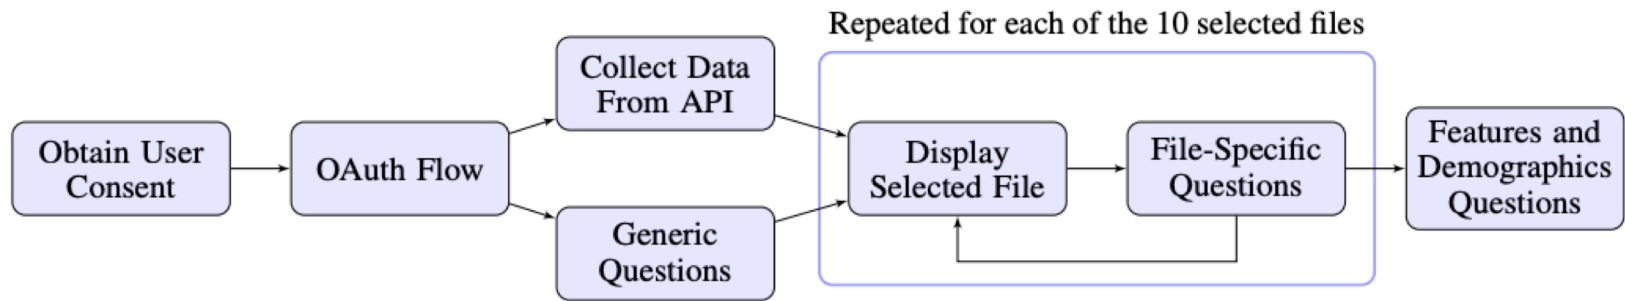 Repeated for each of the 10 selected files
Obtain User
Consent
OAuth Flow
Collect Data
From API
Generic
Questions
Display
Selected File
File-Specific
Questions
Features and
Demographics
Questions